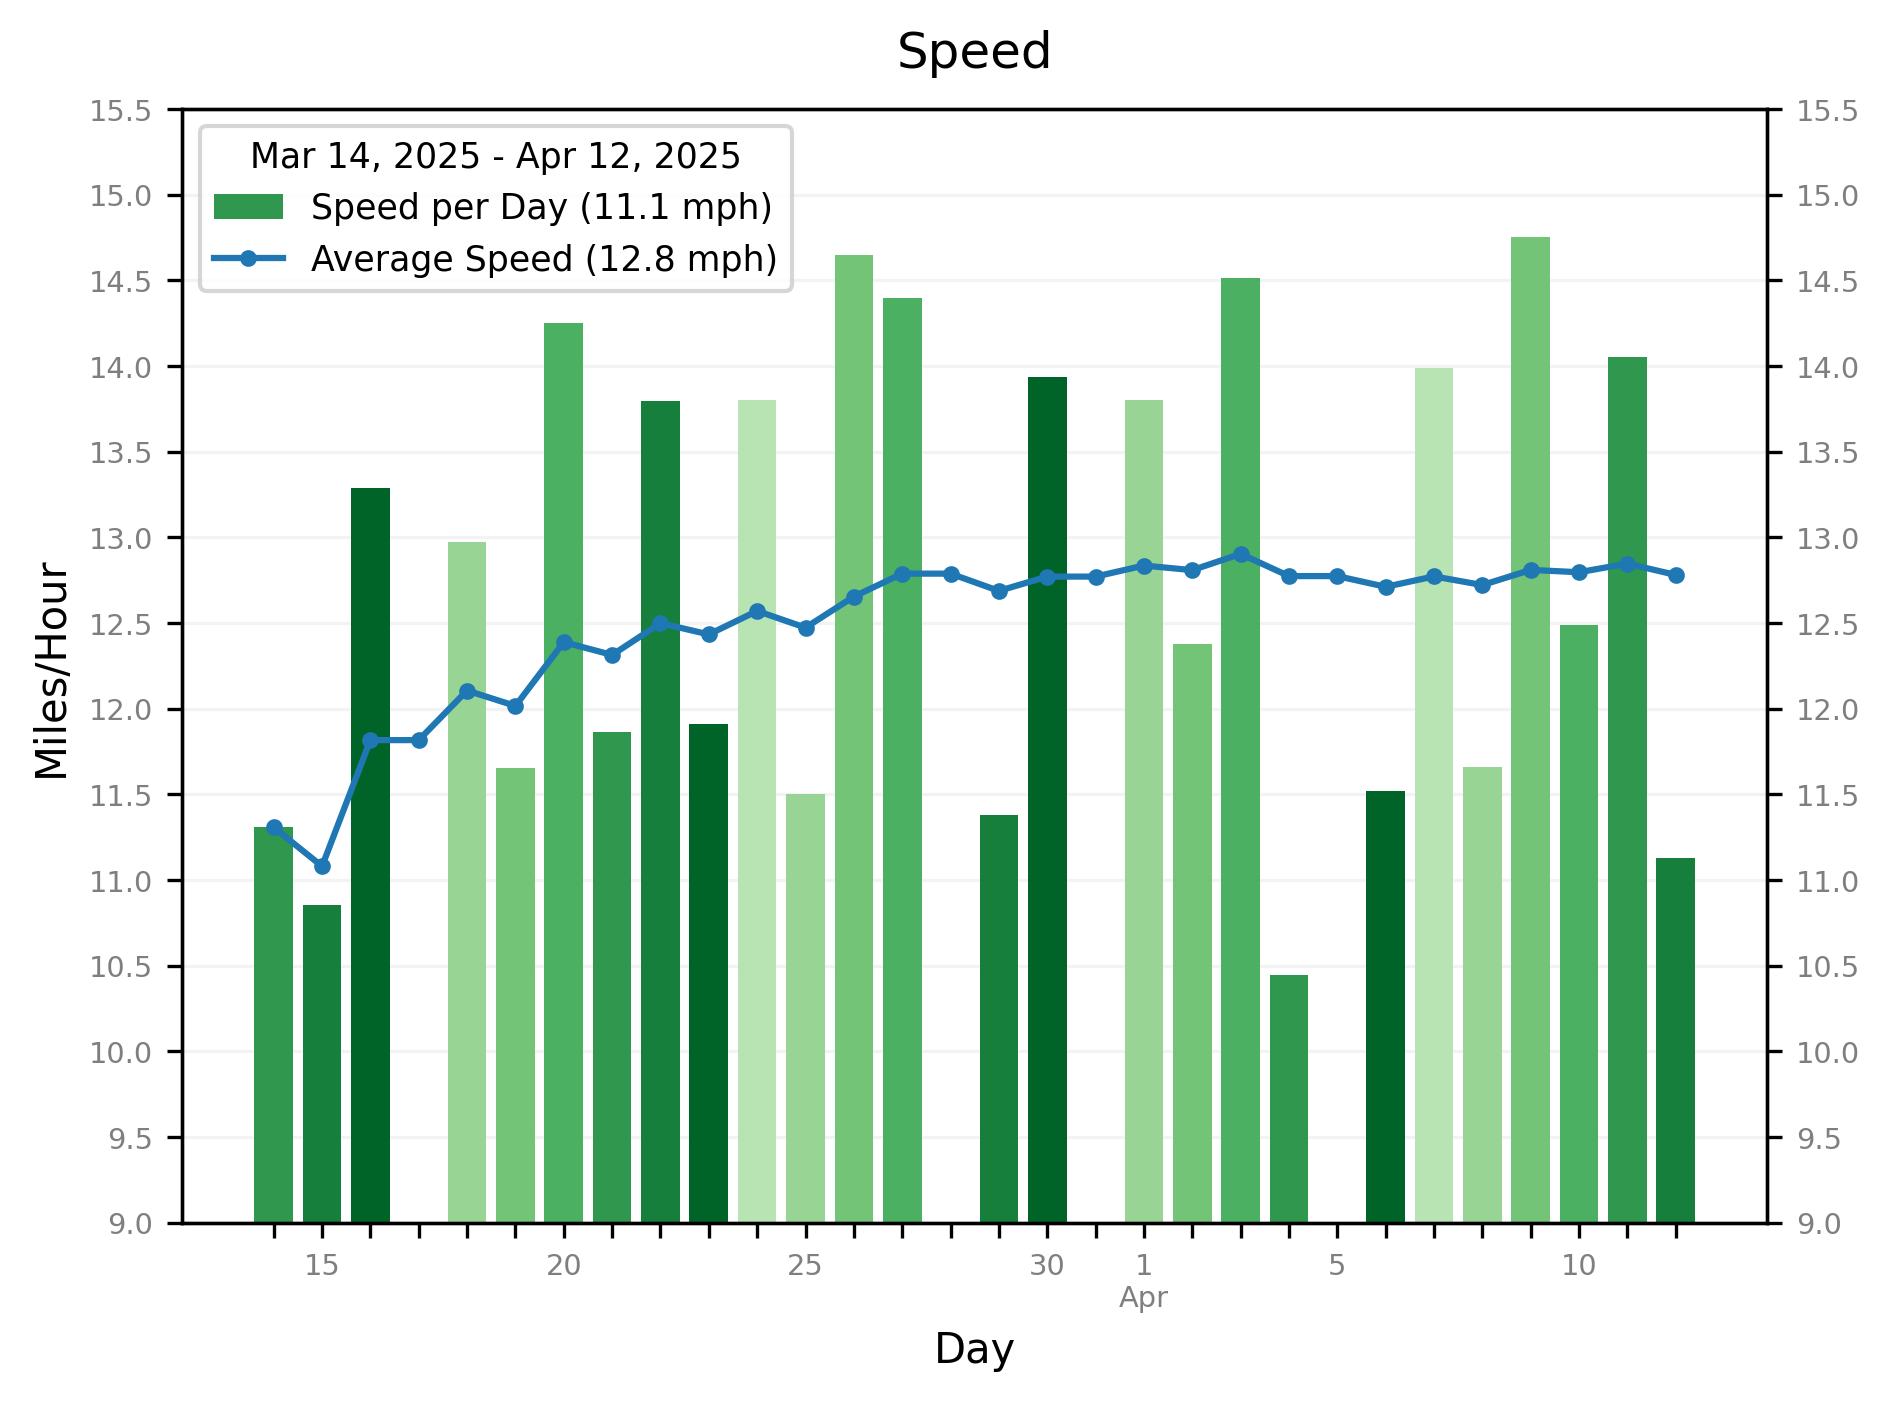 Speed
Mar 14, 2025 - Apr 12, 2025
Speed per Day (11.1 mph)
Average Speed (12.8 mph)
15.5 15.5
15.0 15.0
14.5 14.5
14.0 14.0
13.5 13.5
13.0 13.0
12.5 12.5
12.0 12.0
11.5 11.5
11.0 11.0
10.5 10.5
10.0 10.0
9.5 9.5
9.0 9.0
Miles/Hour
15 20 25 30 1 5 10
Apr
Day